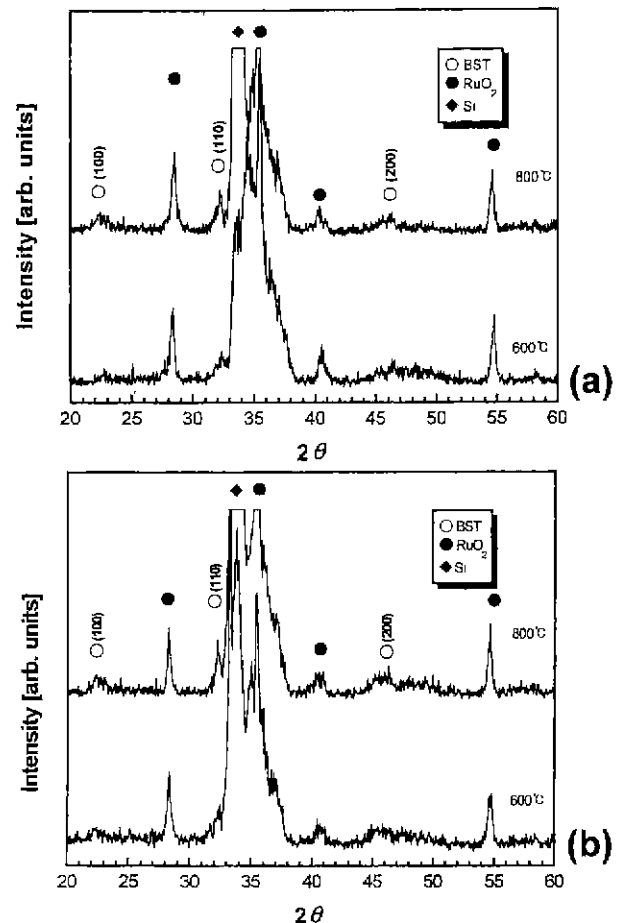 BST
RuO2
Si
(100)
(110)
(200)
800℃
600℃
Intensity [arb. units]
20 25 30 35 40 45 50 55 60
2θ
(a)
BST
RuO2
Si
(100)
(110)
(200)
800℃
600℃
Intensity [arb. units]
20 25 30 35 40 45 50 55 60
2θ
(b)